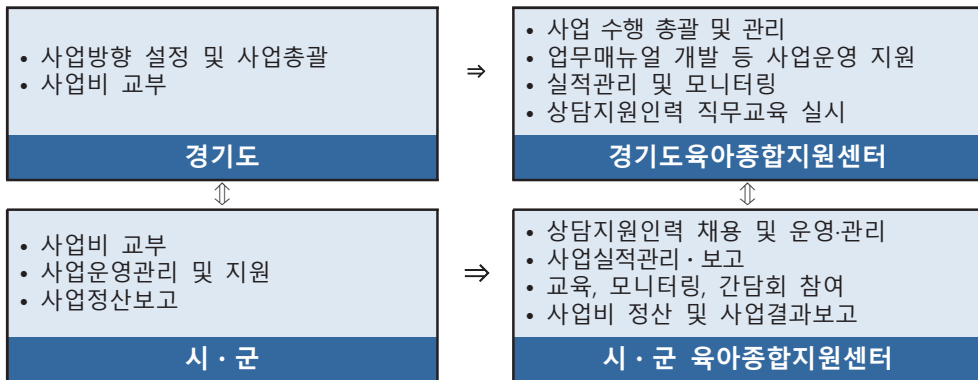 • 사업방향 설정 및 사업총괄
• 사업비 교부
경기도
⇒
• 사업 수행 총괄 및 관리
• 업무매뉴얼 개발 등 사업운영 지원
• 실적관리 및 모니터링
• 상담지원인력 직무교육 실시
경기도육아종합지원센터
⇕
⇕
• 사업비 교부
• 사업운영관리 및 지원
• 사업정산보고
시·군
⇒
• 상담지원인력 채용 및 운영·관리
• 사업실적관리·보고
• 교육, 모니터링, 간담회 참여
• 사업비 정산 및 사업결과보고
시·군 육아종합지원센터